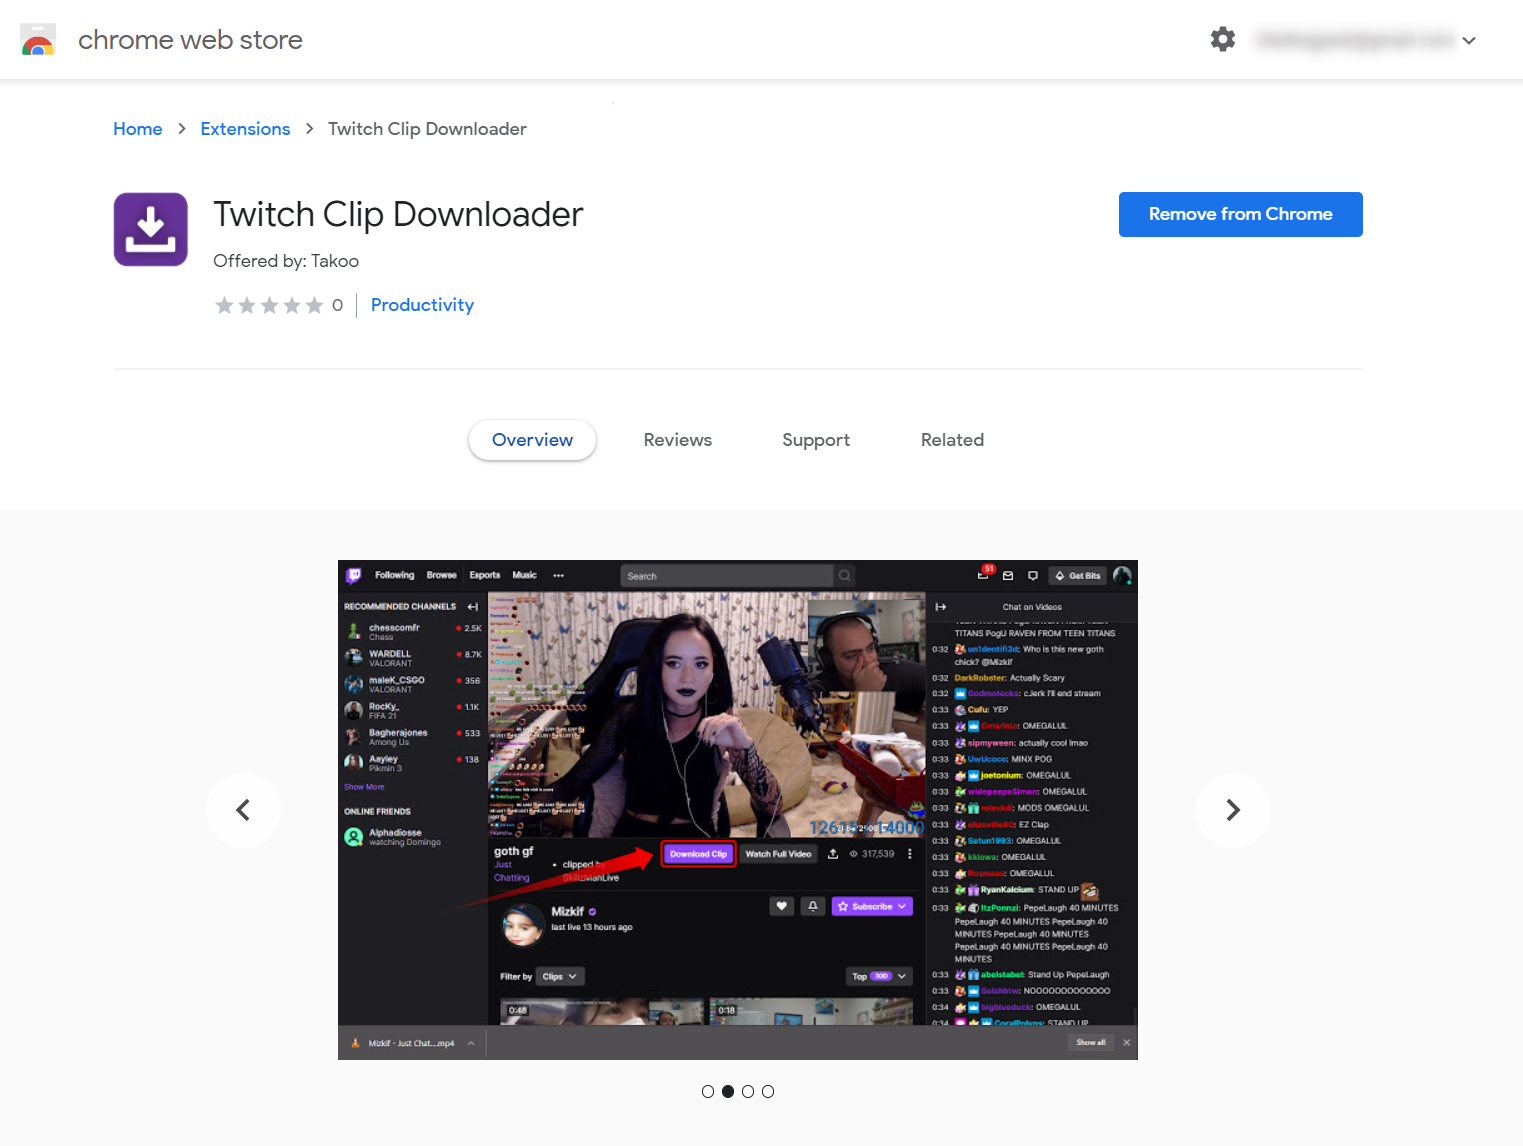 chrome web store
Home > Extensions > Twitch Clip Downloader
Twitch Clip Downloader
Remove from Chrome
Offered by: Takoo
0 Productivity
Overview Reviews Support Related
Following Browse Esports Music ••• Search 51 Get Bits
RECOMMENDED CHANNELS
chesscomfr 2.5K
Chess
WARDELL 8.7K
VALORANT
maleK_CSGO 356
VALORANT
RocKy_ 1.1K
FIFA 21
Bagherajones 533
Among Us
Aayley 138
Pikmin 3
Show More
ONLINE FRIENDS
Alphadiosse
watching Domingo
goth gf
Just
Chatting
• clipped by
SkillzManLive
Download Clip Watch Full Video 317,539
Mizkif
last live 13 hours ago
Subscribe
Filter by Clips Top 30D
0:48 0:18
Chat on Videos
TITANS PogU RAVEN FROM TEEN TITANS
0:32 un1dentifi3d: Who is this new goth
chick? @Mizkif
0:32 DarkRobster: Actually Scary
0:32 Godmotecks: cJerk i'll end stream
0:33 Cufu: YEP
0:33 Omarinio: OMEGALUL
0:33 sipmyween: actually cool lmao
0:33 UwUcoco: MINX POG
0:33 joetonium: OMEGALUL
0:33 widepeepoSimon: OMEGALUL
0:33 relexloll: MODS OMEGALUL
0:33 EZ Clap
0:33 Setun1993: OMEGALUL
0:33 kkiowa: OMEGALUL
0:33 Rosmaas: OMEGALUL
0:33 RyanKalcium: STAND UP
0:33 ItzPonnzi: PepeLaugh 40 MINUTES
PepeLaugh 40 MINUTES PepeLaugh 40
MINUTES PepeLaugh 40 MINUTES
PepeLaugh 40 MINUTES PepeLaugh 40
MINUTES
0:33 abelstabel: Stand Up PepeLaugh
0:33 Selshbtw: NOOOOOOOOOOOOO
0:34 bigblueduck: OMEGALUL
0:34 CoralPolyps: STAND UP
Mizkif - Just Chat....mp4 Show all